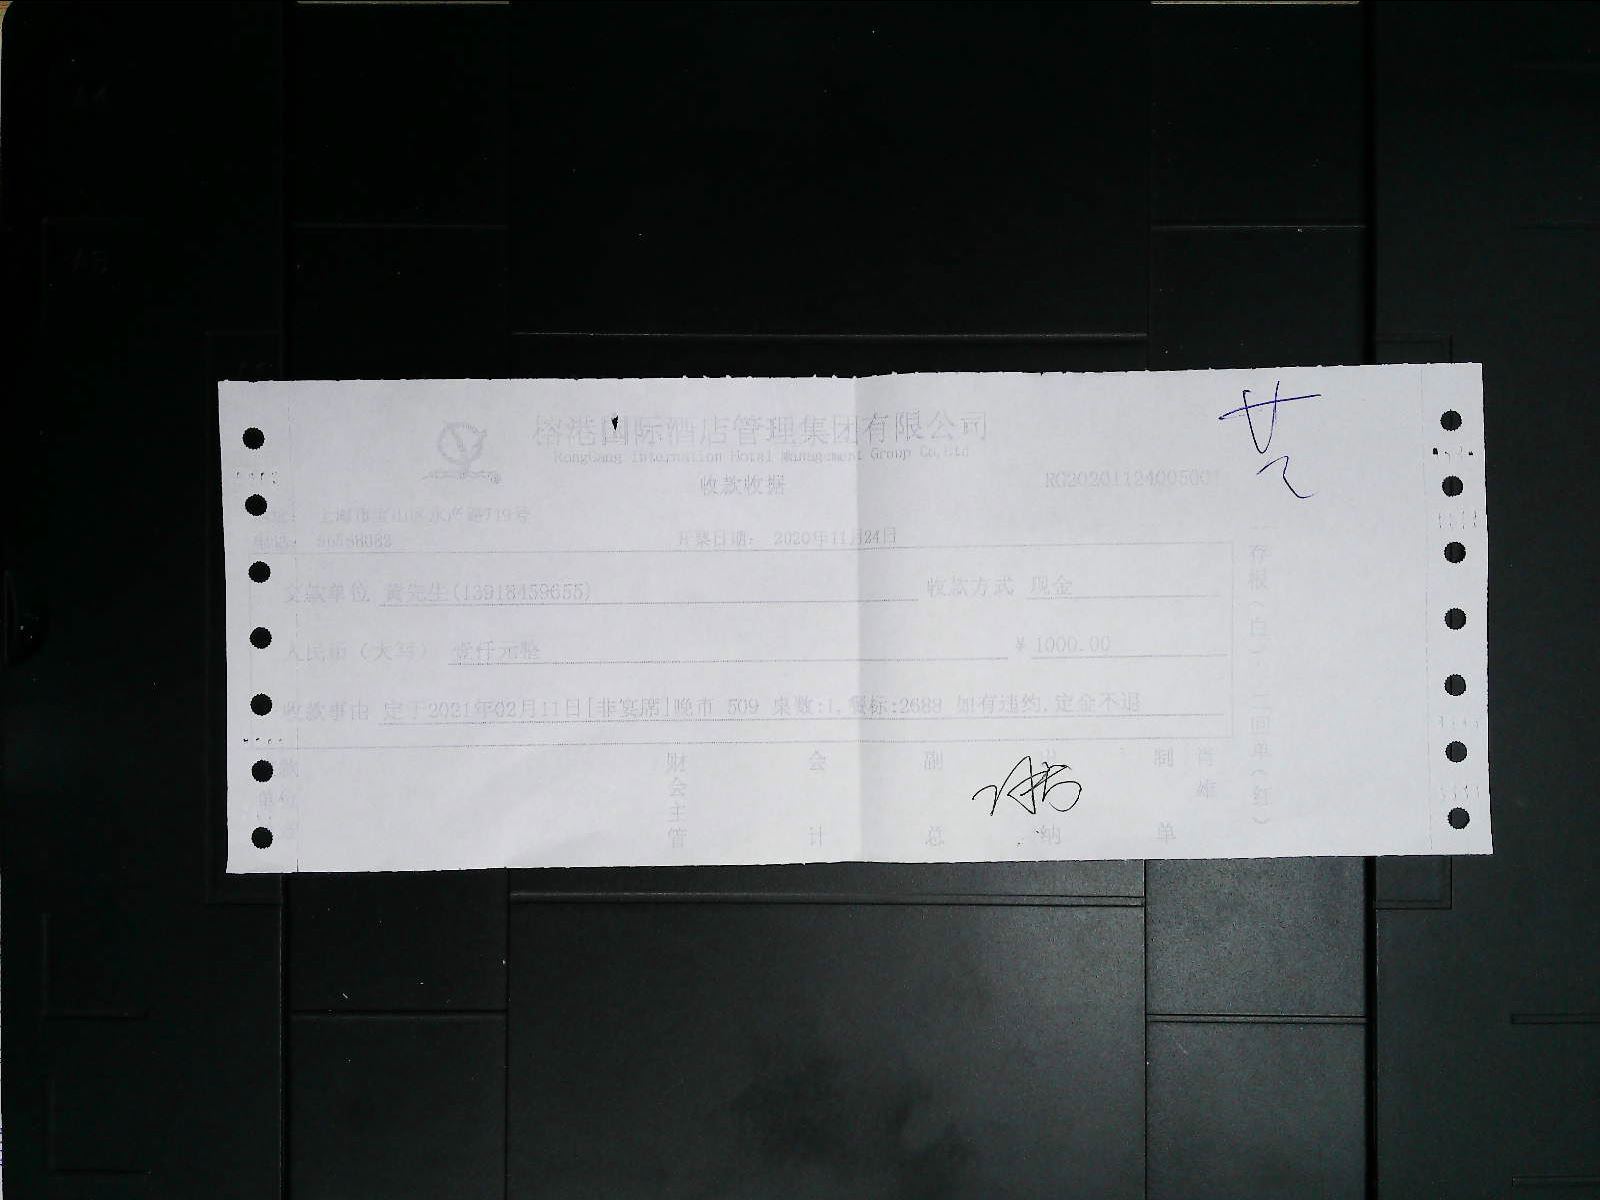 榕港国际酒店管理集团有限公司
RongGang International Hotel Management Group Co,Ltd
收款收据
RG2020112400500
地址： 上海市宝山区永产路719号
电话：
开票日期： 2020年11月24日
交款单位 黄先生(13918459655) 收款方式 现金
人民币（大写） 壹仟元整 ¥1000.00
收款事由 定于2021年02月11日[非宴席]晚市 509 桌数:1,餐标:2688 如有违约,定金不退
财会主管 会计 副总 出纳 制单 肖雄
存根(白) 二回单(红)